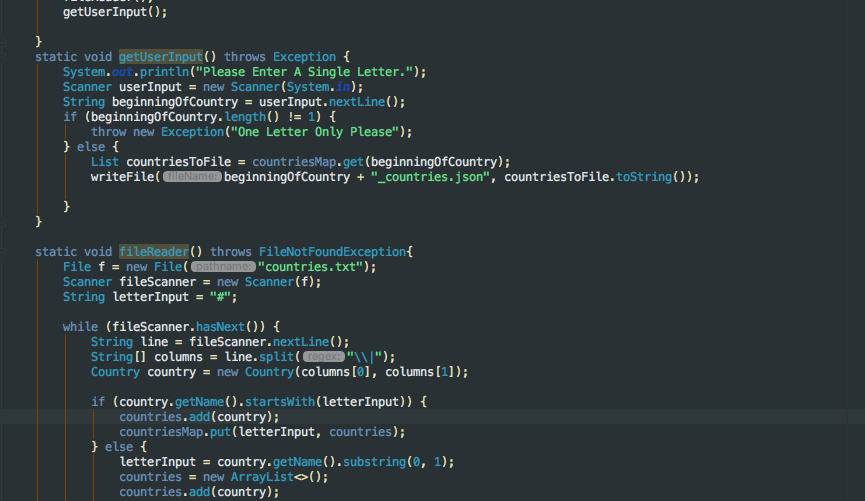 getUserInput();
}
static void getUserInput() throws Exception {
System.out.println("Please Enter A Single Letter.");
Scanner userInput = new Scanner(System.in);
String beginningOfCountry = userInput.nextLine();
if (beginningOfCountry.length() != 1) {
throw new Exception("One Letter Only Please");
} else {
List countriesToFile = countriesMap.get(beginningOfCountry);
writeFile( fileName: beginningOfCountry + "_countries.json", countriesToFile.toString());
}
}
static void fileReader() throws FileNotFoundException{
File f = new File( pathname: "countries.txt");
Scanner fileScanner = new Scanner(f);
String letterInput = "#";
while (fileScanner.hasNext()) {
String line = fileScanner.nextLine();
String[] columns = line.split( regex: "\\|");
Country country = new Country(columns[0], columns[1]);
if (country.getName().startsWith(letterInput)) {
countries.add(country);
countriesMap.put(letterInput, countries);
} else {
letterInput = country.getName().substring(0, 1);
countries = new ArrayList<>();
countries.add(country);